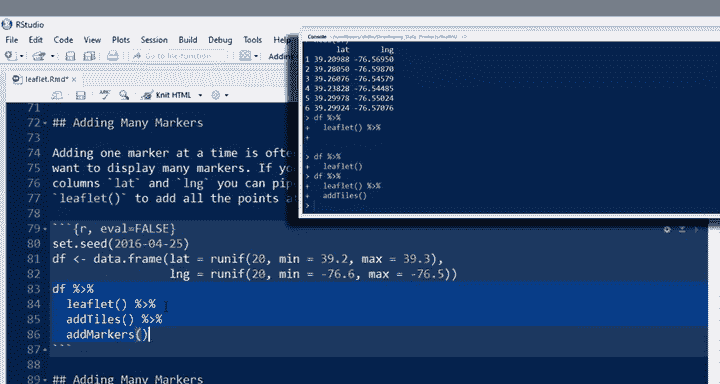 RStudio
File Edit Code View Plots Session Build Debug Tools Help
Go to file/function
Addins
leaflet.Rmd*
Knit HTML
Console
lat lng
1 39.20988 -76.56950
2 39.28050 -76.59870
3 39.26076 -76.54579
4 39.23828 -76.54485
5 39.29978 -76.55024
6 39.29924 -76.57076
> df %>%
+ leaflet() %>%
+
> df %>%
+ leaflet()
> df %>%
+ leaflet() %>%
+ addTiles()
>
71
72 ## Adding Many Markers
73
74 Adding one marker at a time is ofte
75 want to display many markers. If yo
76 columns `lat` and `lng` you can pip
77 `leaflet()` to add all the points a
78
79 ```{r, eval=FALSE}
80 set.seed(2016-04-25)
81 df <- data.frame(lat = runif(20, min = 39.2, max = 39.3),
82 lng = runif(20, min = -76.6, max = -76.5))
83 df %>%
84 leaflet() %>%
85 addTiles() %>%
86 addMarkers()
87 ```
88
89 ## Adding Many Markers